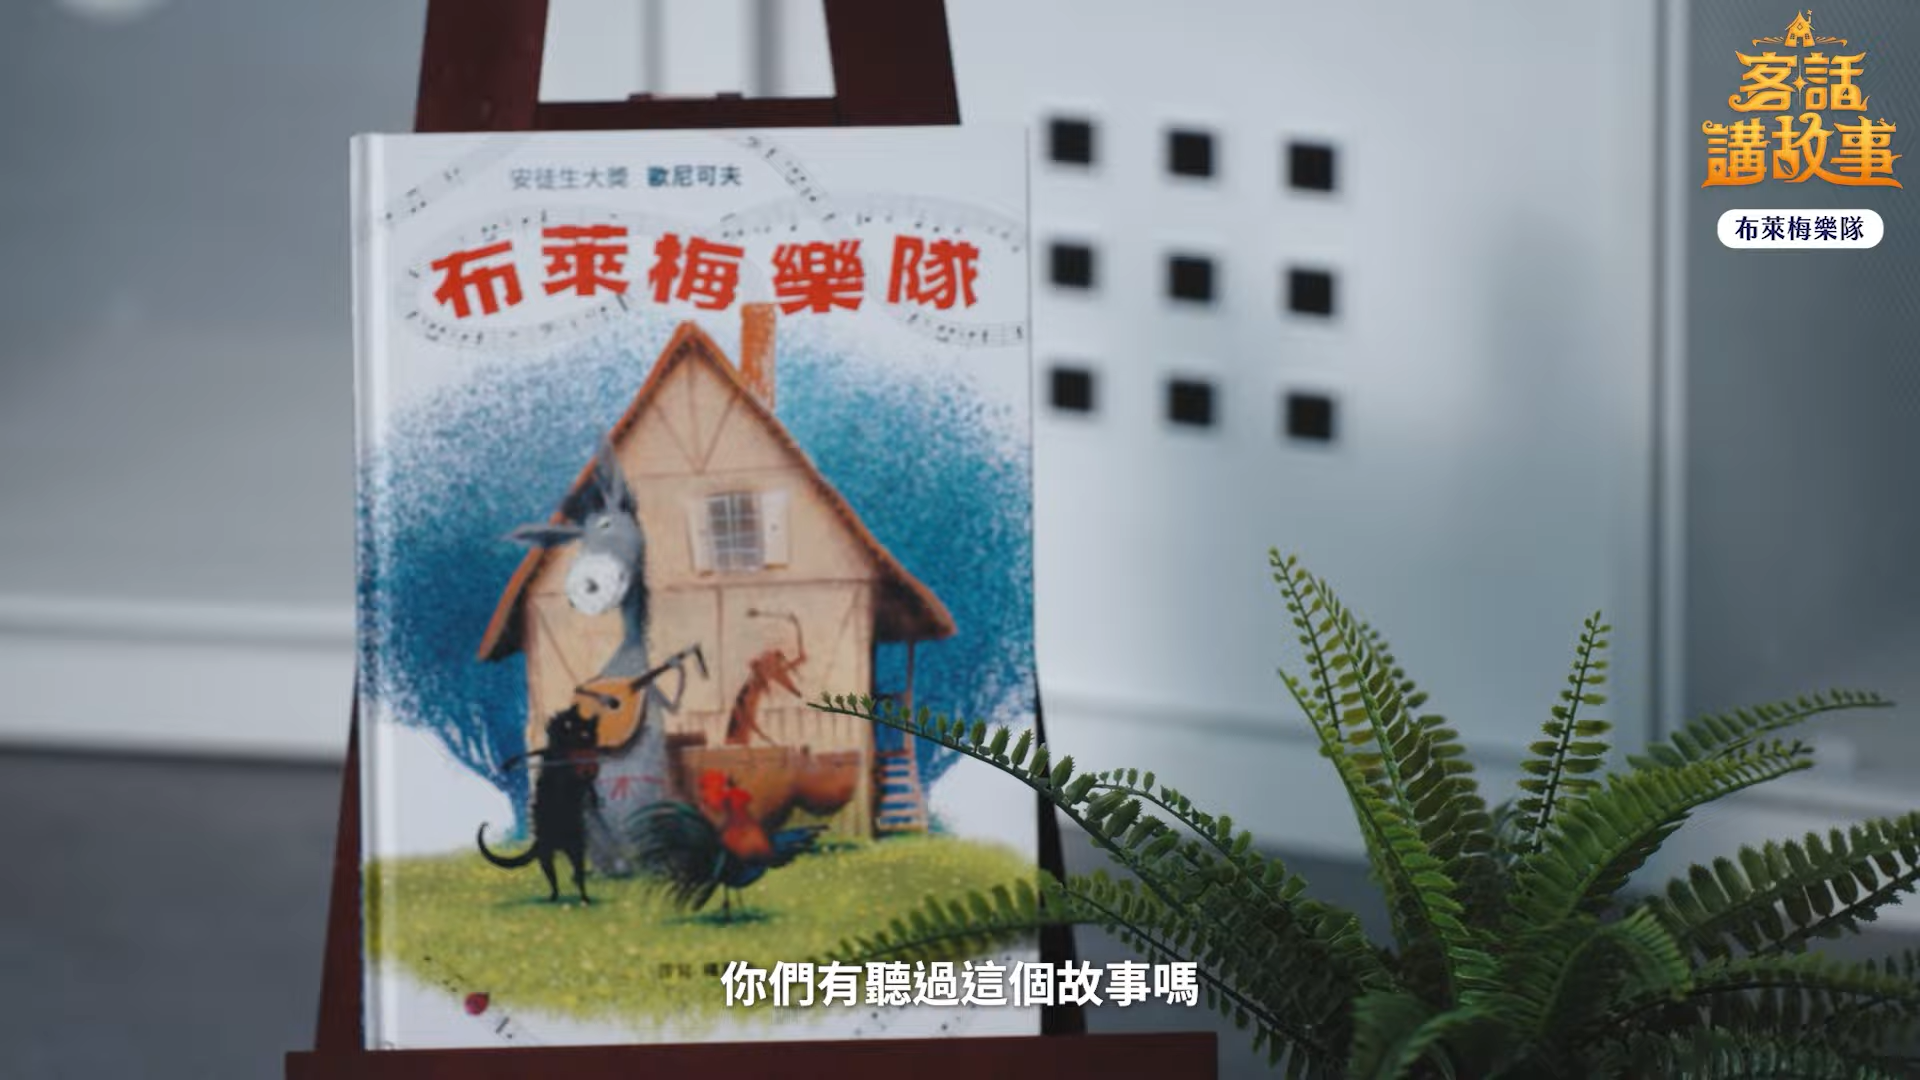 客話
講故事
布萊梅樂隊
安徒生大獎 歐尼可夫
布萊梅樂隊
你們有聽過這個故事嗎